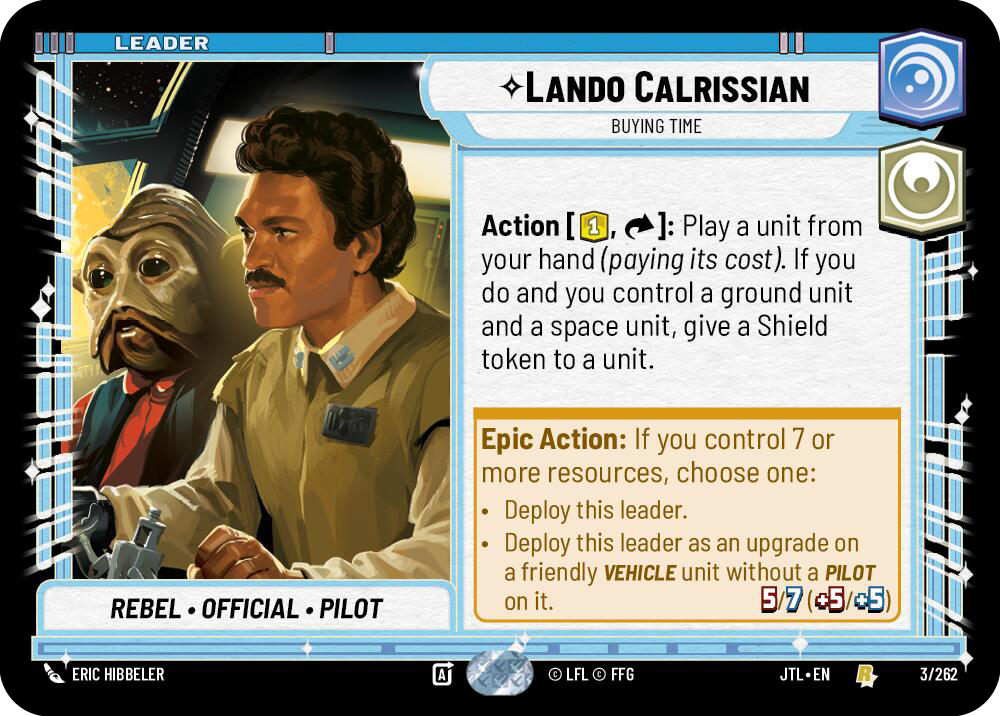 LEADER
✧LANDO CALRISSIAN
BUYING TIME
Action [1, ]: Play a unit from
your hand (paying its cost). If you
do and you control a ground unit
and a space unit, give a Shield
token to a unit.
Epic Action: If you control 7 or
more resources, choose one:
• Deploy this leader.
• Deploy this leader as an upgrade on
a friendly VEHICLE unit without a PILOT
on it.
5/7 (+5/+5)
REBEL • OFFICIAL • PILOT
ERIC HIBBELER
A
© LFL © FFG
JTL • EN
R
3/262